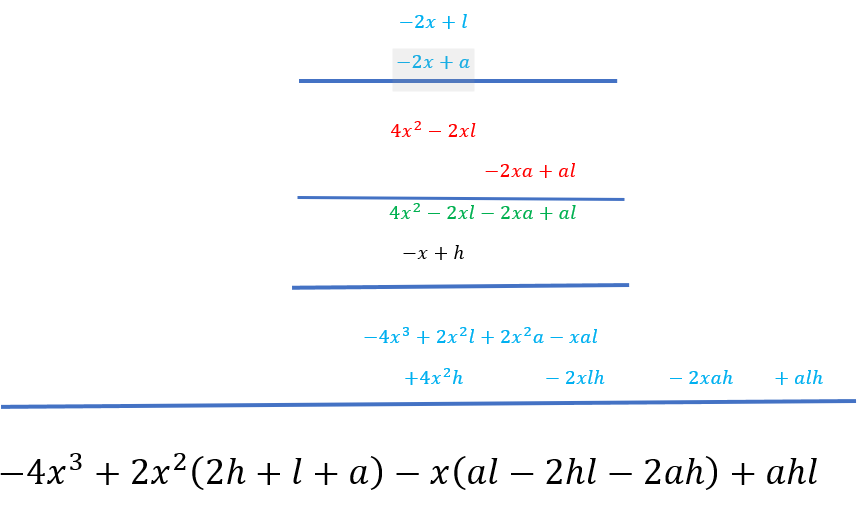 −2x + l
−2x + a
4x² − 2xl
−2xa + al
4x² − 2xl − 2xa + al
−x + h
−4x³ + 2x²l + 2x²a − xal
+4x²h − 2xlh − 2xah + alh
−4x³ + 2x²(2h + l + a) − x(al − 2hl − 2ah) + ahl